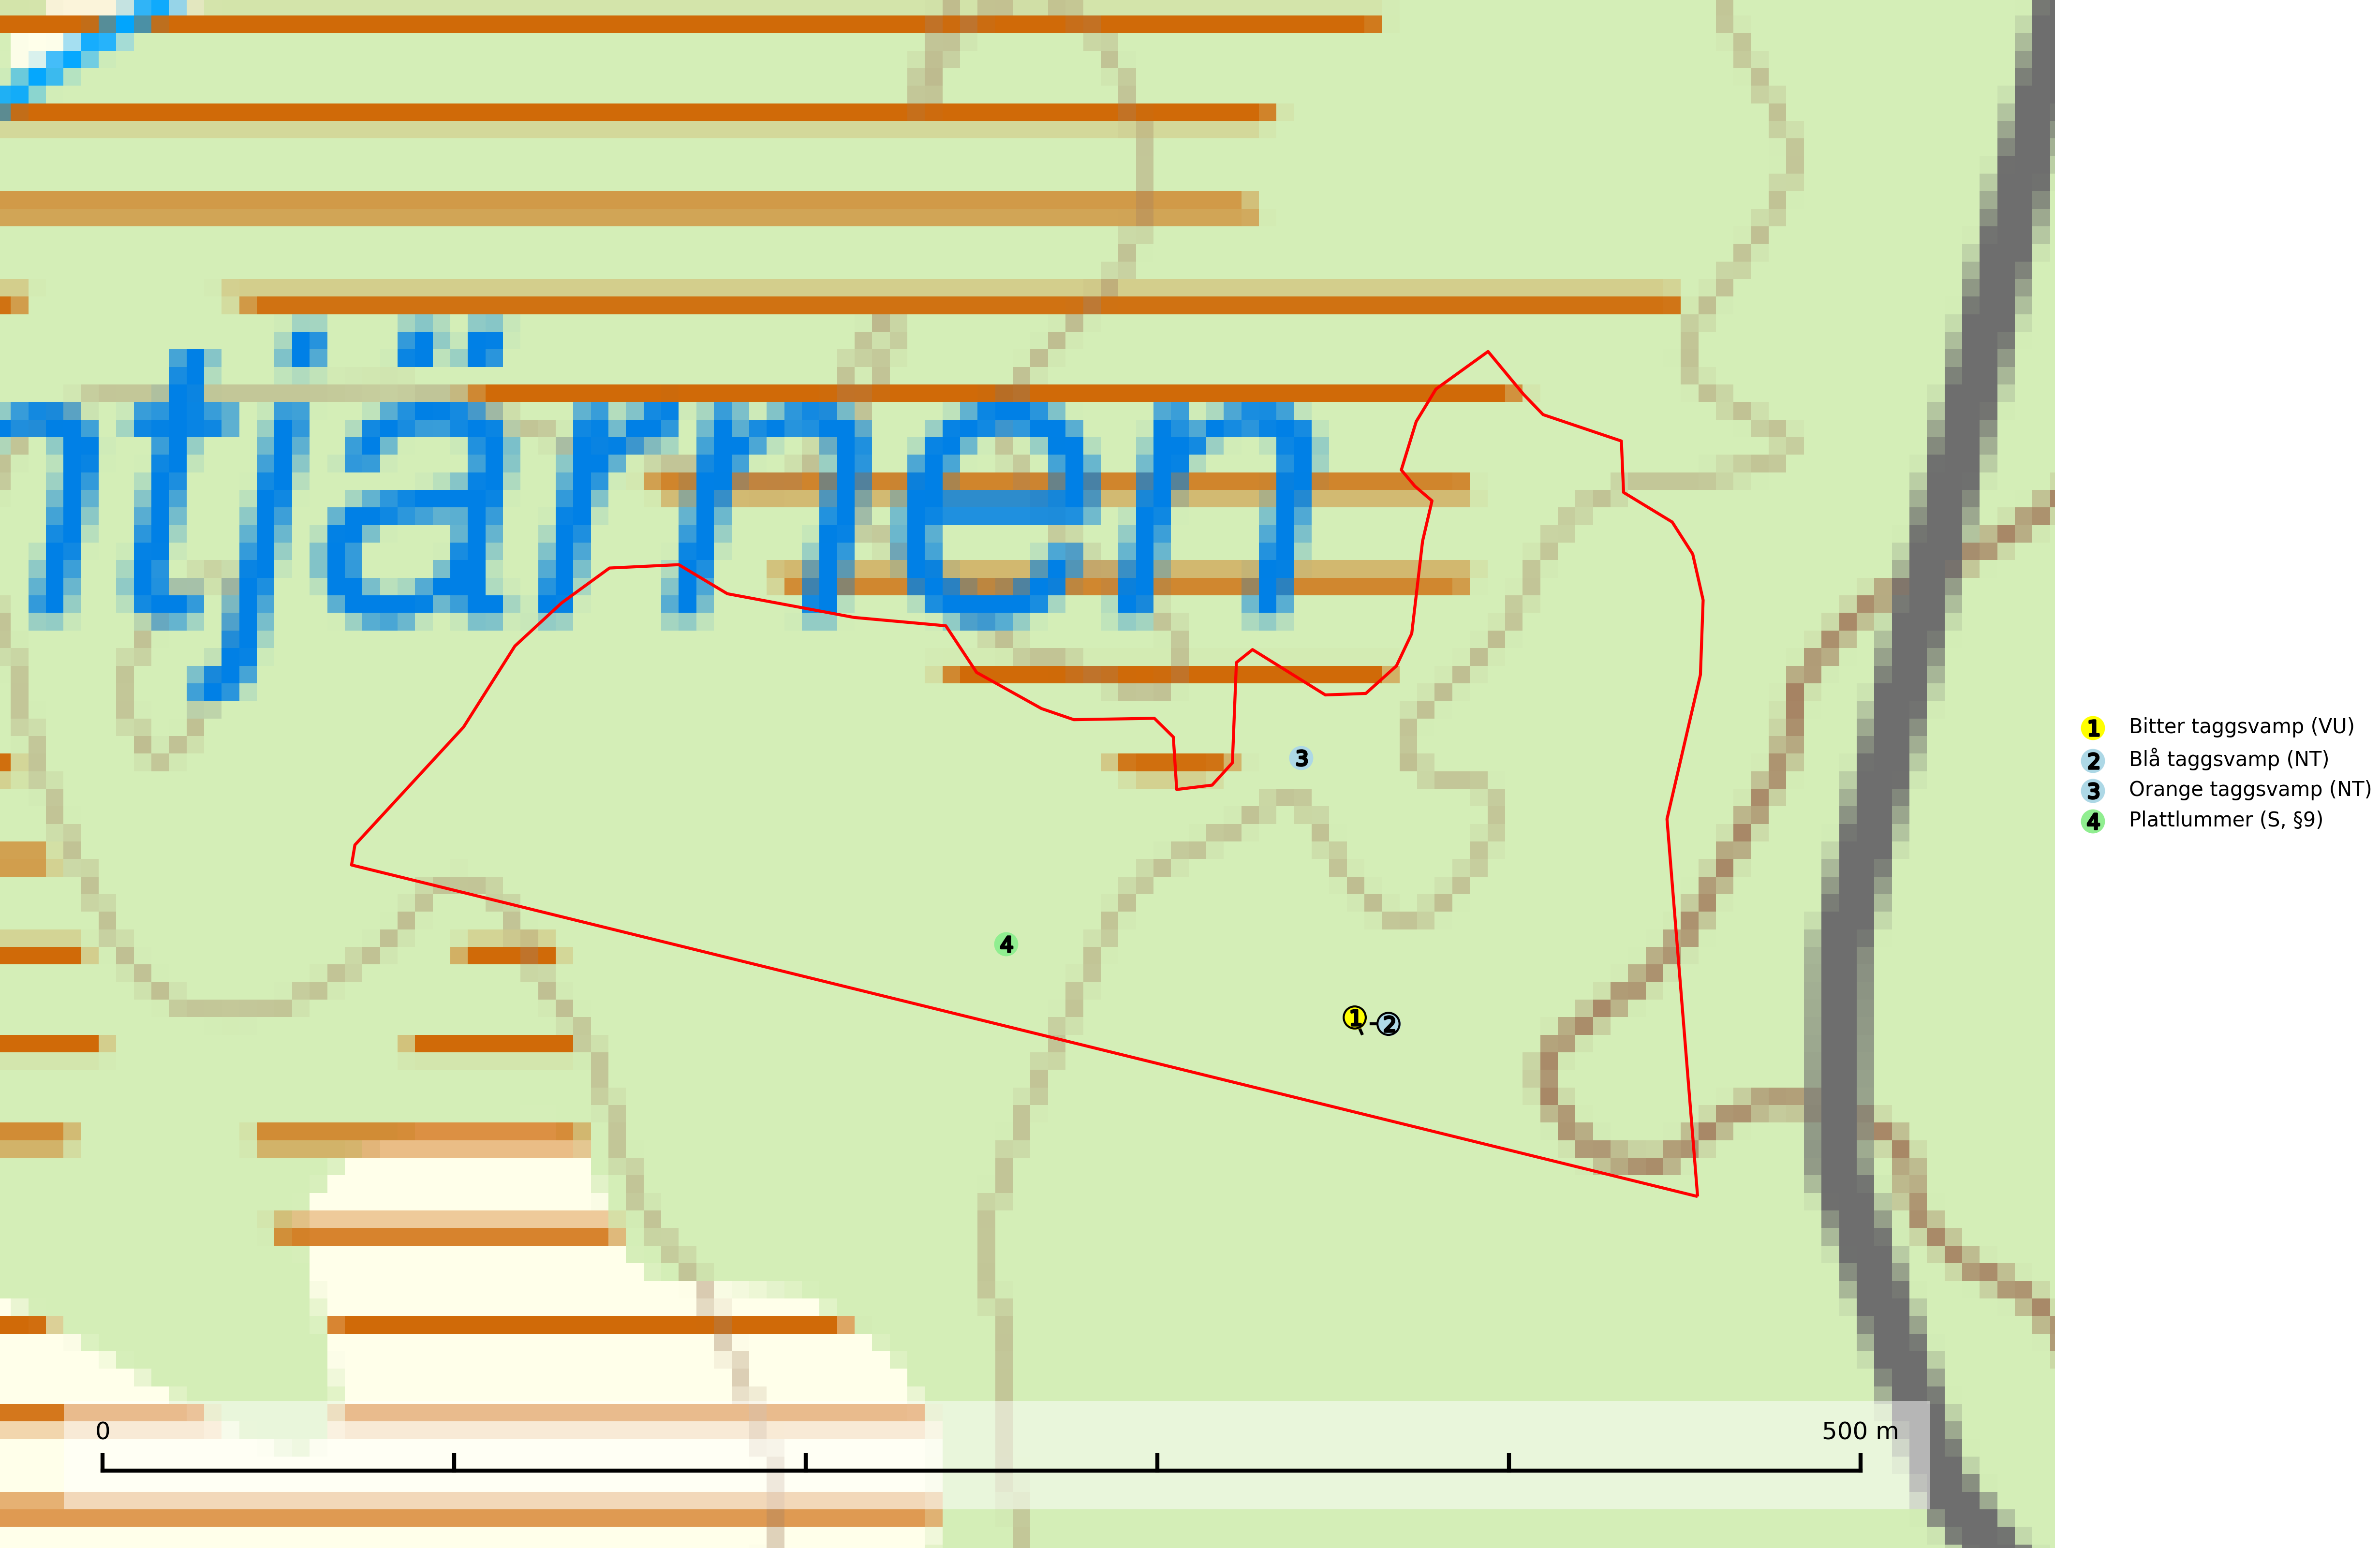 ntjärnen
3
4
1 2
1 Bitter taggsvamp (VU)
2 Blå taggsvamp (NT)
3 Orange taggsvamp (NT)
4 Plattlummer (S, §9)
0 500 m